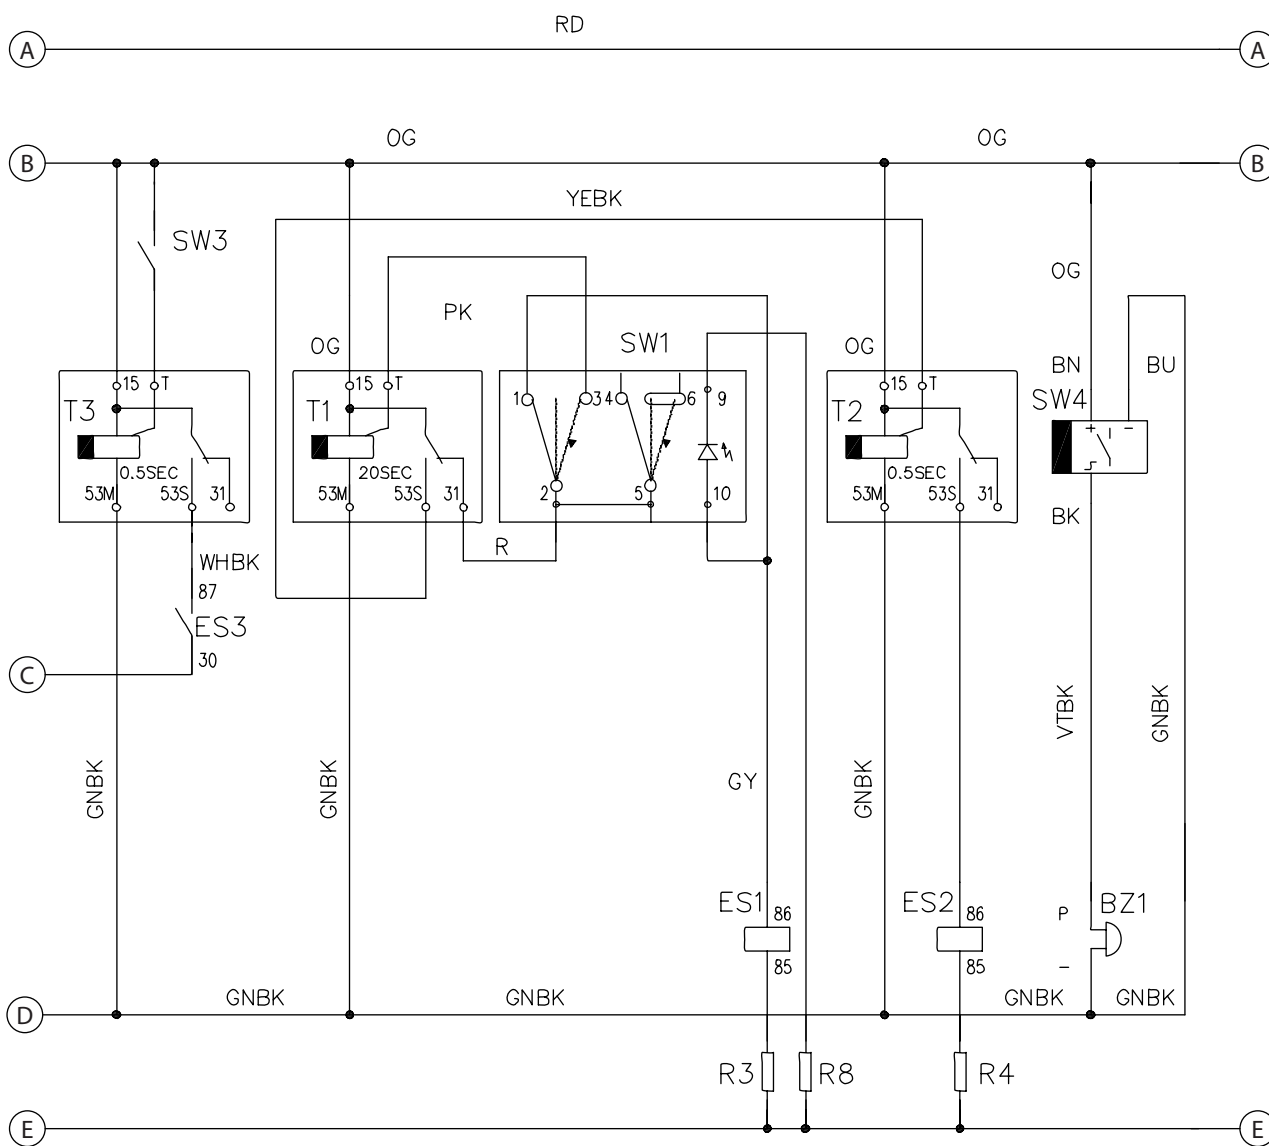 RD
A A
OG OG
B B
YEBK
SW3
OG
PK
SW1
OG OG BN BU
15 T 15 T 15 T
T3 T1 1 3 4 6 9 T2 SW4
+ −
0.5SEC 20SEC 0.5SEC
53M 53S 31 53M 53S 31 2 5 10 53M 53S 31
R BK
WHBK
87
ES3
30
C
VTBK GNBK
GNBK GNBK GY GNBK
ES1 86 ES2 86 P BZ1
85 85 −
GNBK GNBK GNBK GNBK
D
R3 R8 R4
E E